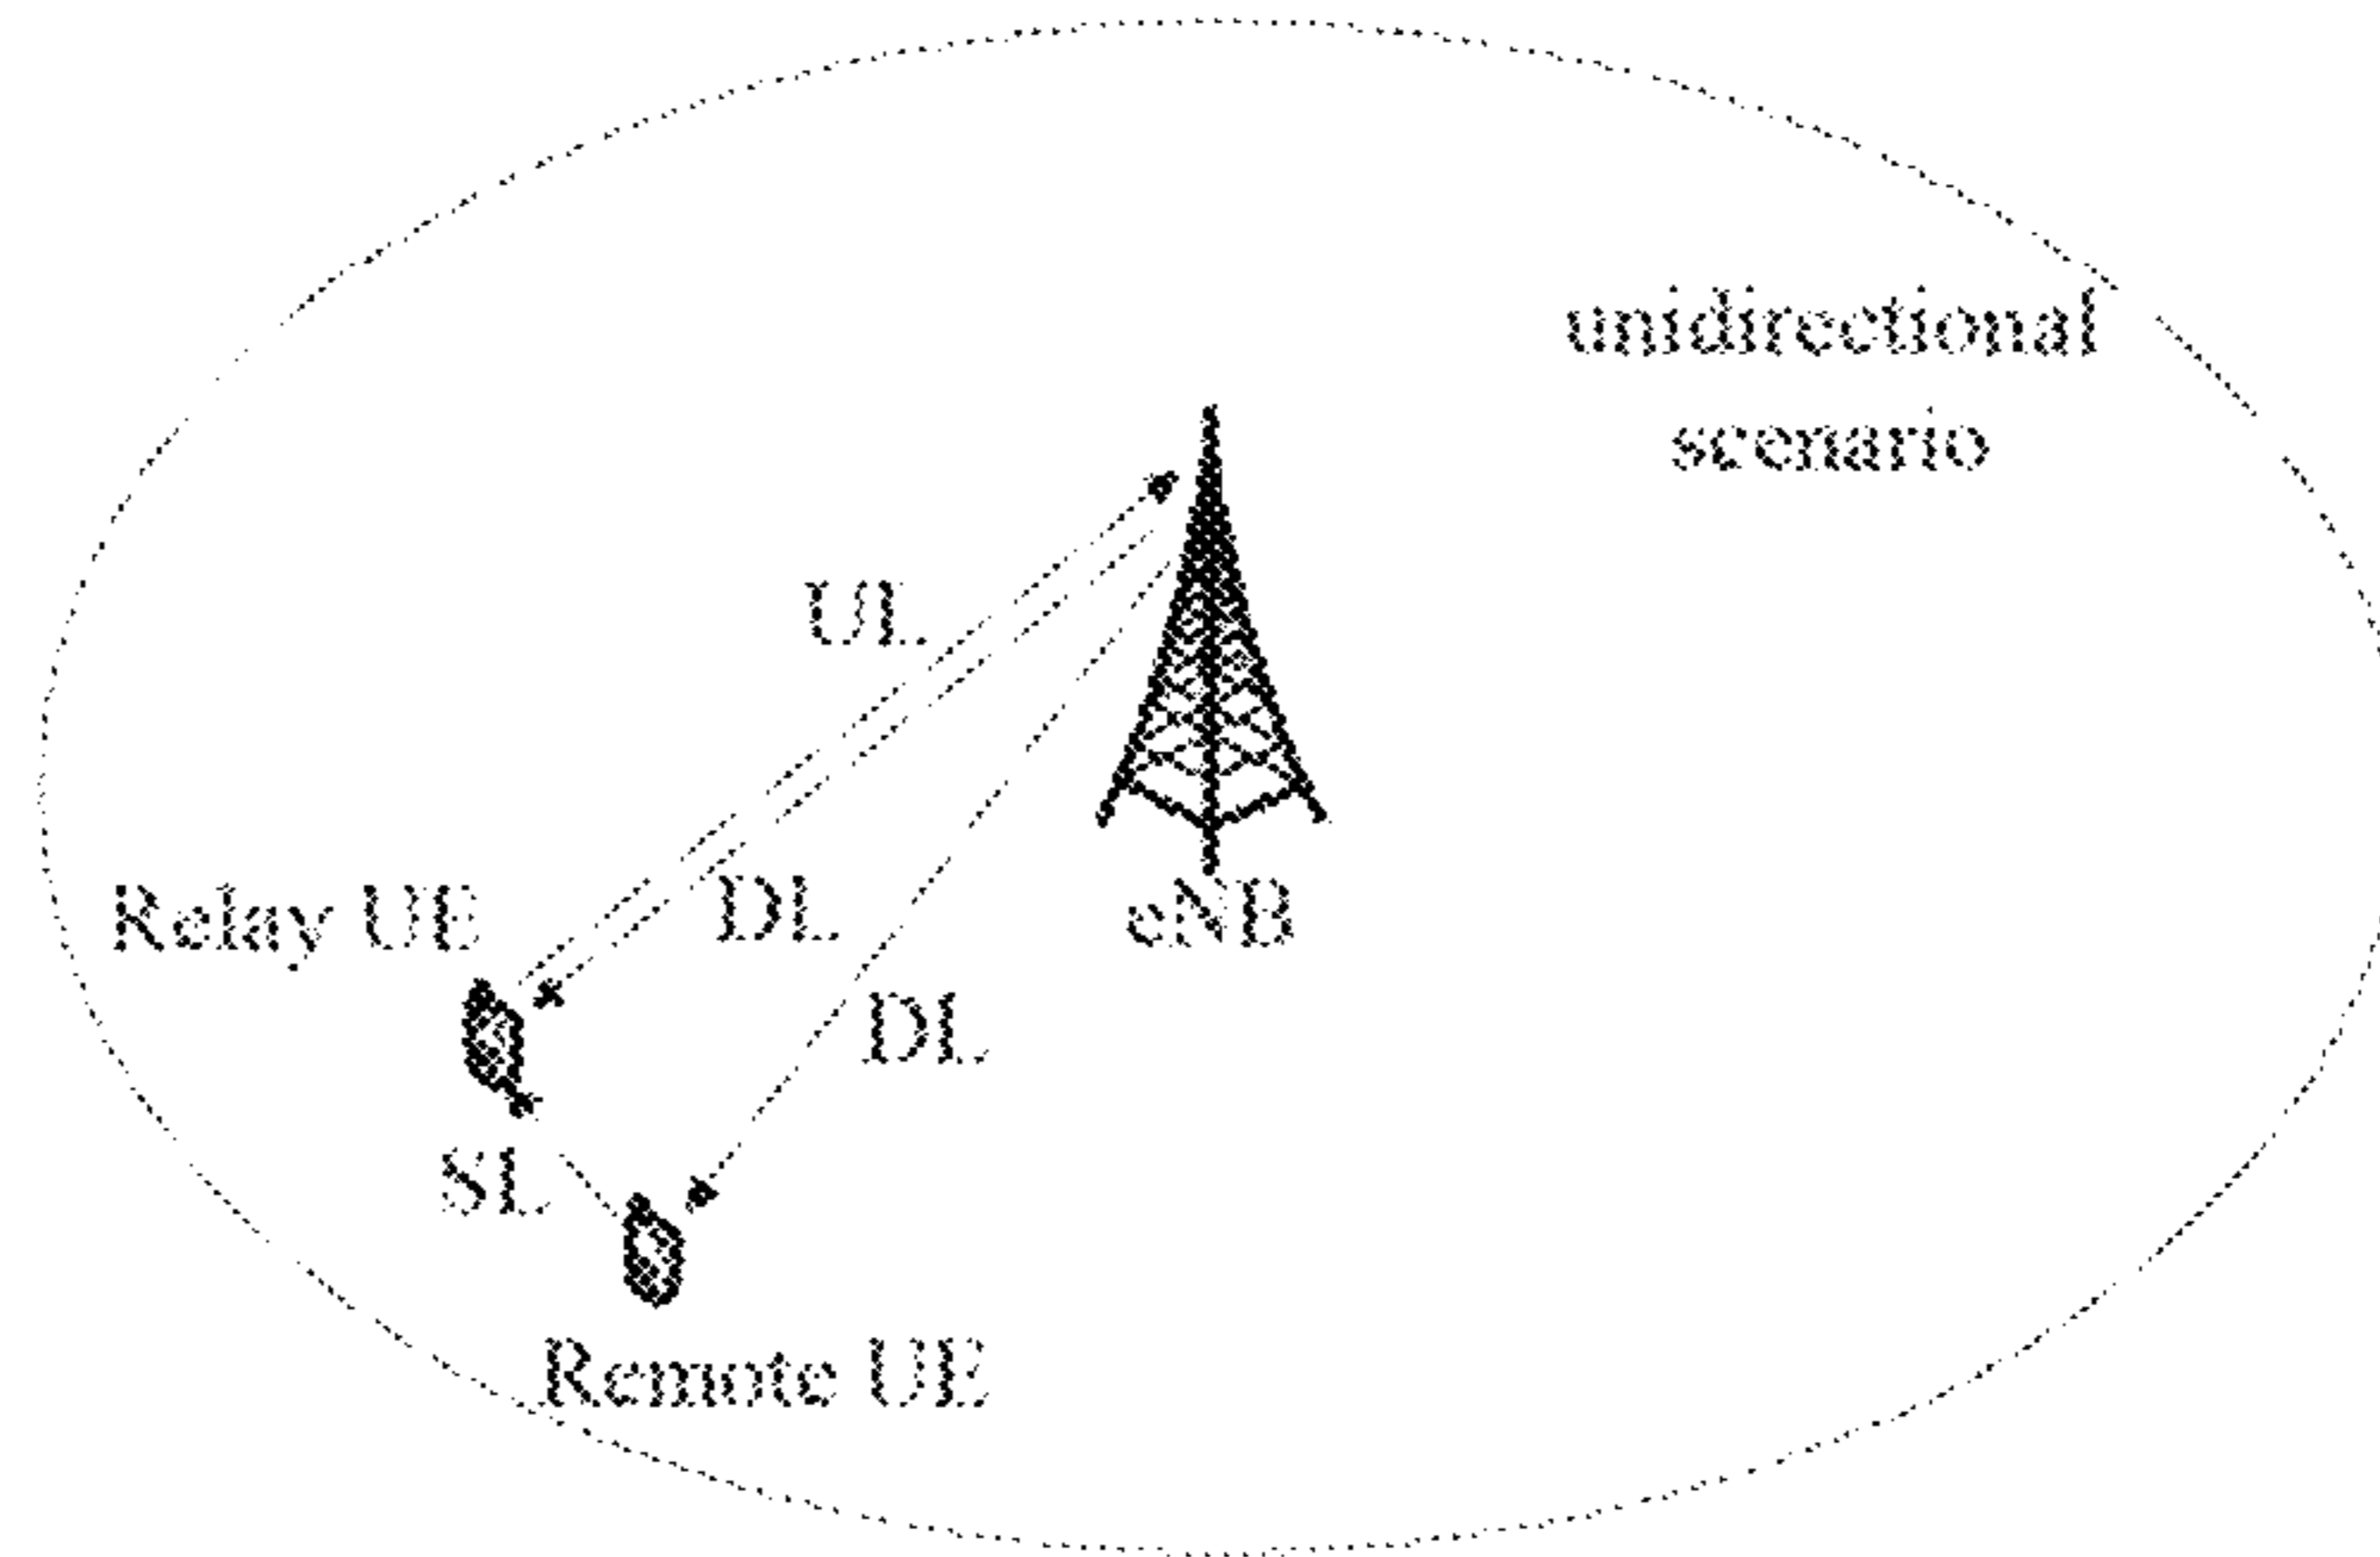 unidirectional
scenario
UL
Relay UE
DL
eNB
DL
SL
Remote UE